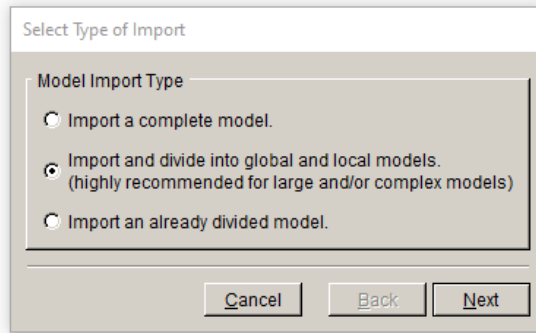 Select Type of Import
Model Import Type
Import a complete model.
Import and divide into global and local models.
(highly recommended for large and/or complex models)
Import an already divided model.
Cancel
Back
Next